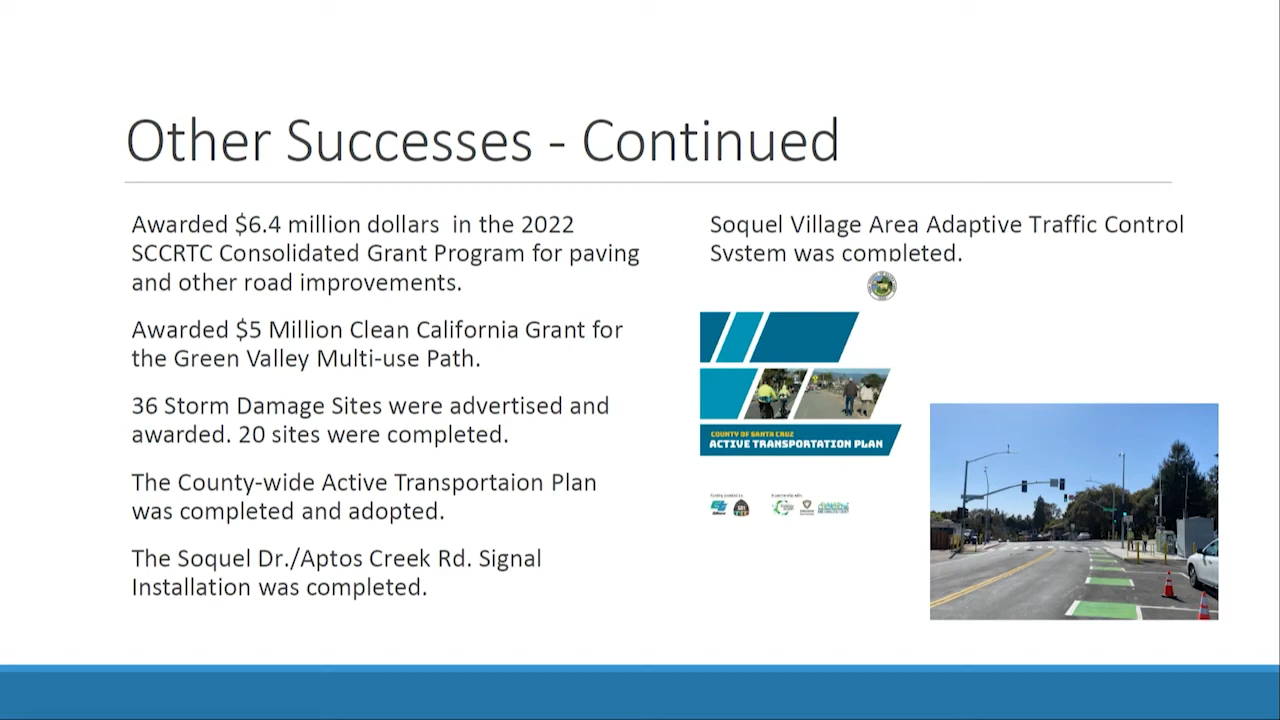 Other Successes - Continued
Awarded $6.4 million dollars  in the 2022
SCCRTC Consolidated Grant Program for paving
and other road improvements.
Awarded $5 Million Clean California Grant for
the Green Valley Multi-use Path.
36 Storm Damage Sites were advertised and
awarded. 20 sites were completed.
The County-wide Active Transportaion Plan
was completed and adopted.
The Soquel Dr./Aptos Creek Rd. Signal
Installation was completed.
Soquel Village Area Adaptive Traffic Control
System was completed.
COUNTY OF SANTA CRUZ
ACTIVE TRANSPORTATION PLAN